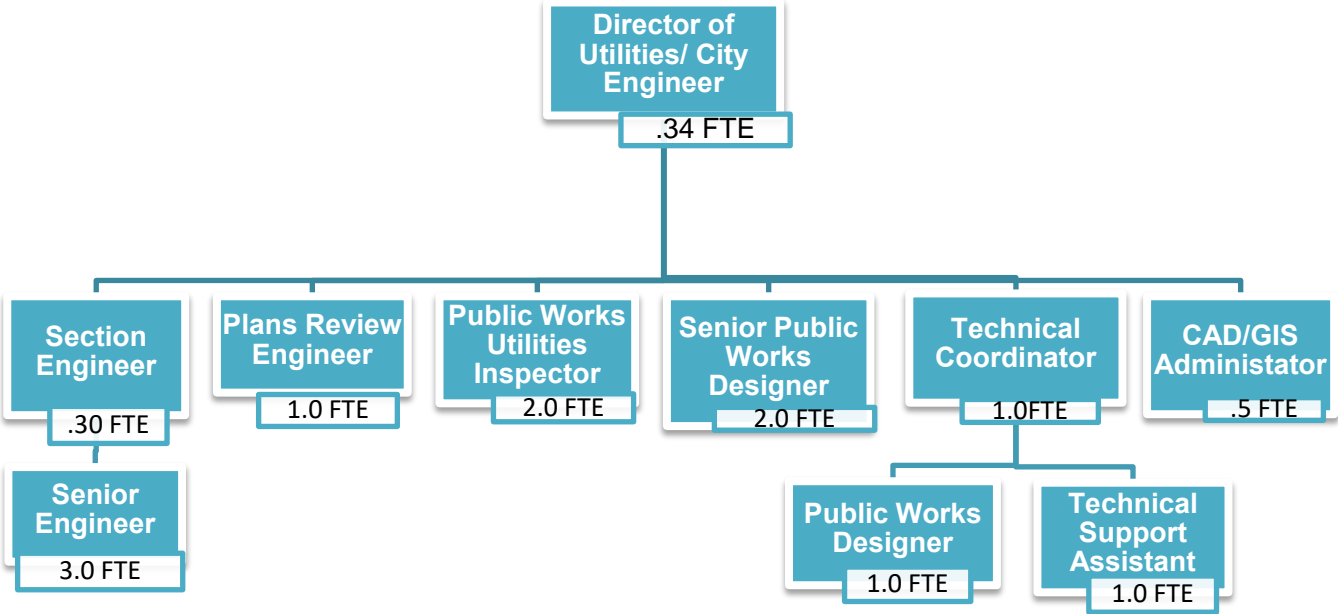 Director of
Utilities/ City
Engineer
.34 FTE
Section
Engineer
.30 FTE
Plans Review
Engineer
1.0 FTE
Public Works
Utilities
Inspector
2.0 FTE
Senior Public
Works
Designer
2.0 FTE
Technical
Coordinator
1.0FTE
CAD/GIS
Administator
.5 FTE
Senior
Engineer
3.0 FTE
Public Works
Designer
1.0 FTE
Technical
Support
Assistant
1.0 FTE